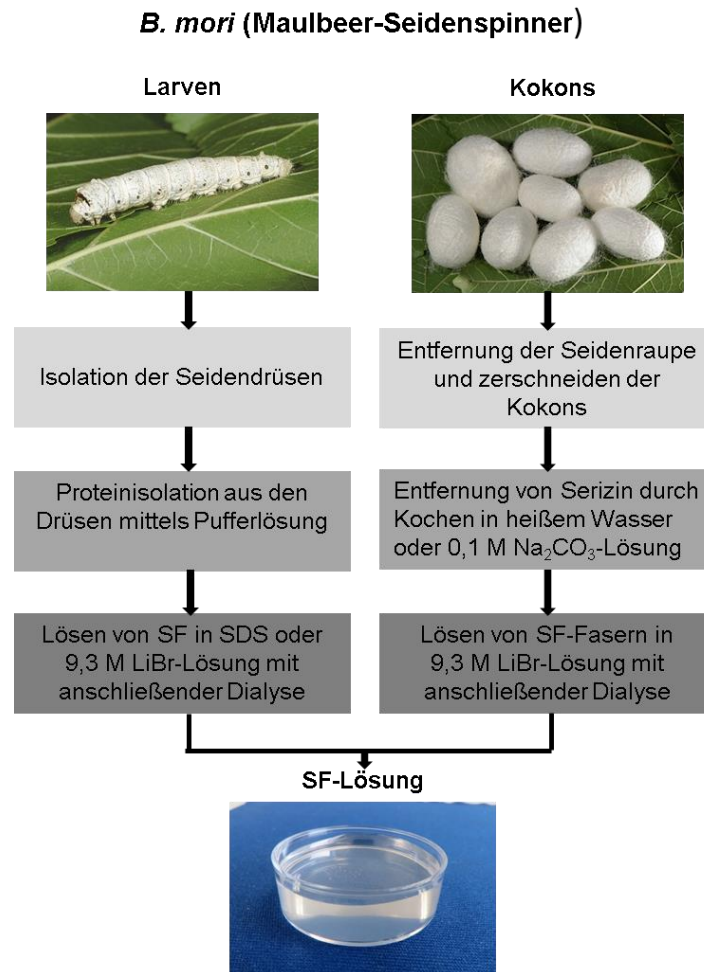 B. mori (Maulbeer-Seidenspinner)
Larven
Isolation der Seidendrüsen
Proteinisolation aus den
Drüsen mittels Pufferlösung
Lösen von SF in SDS oder
9,3 M LiBr-Lösung mit
anschließender Dialyse
Kokons
Entfernung der Seidenraupe
und zerschneiden der
Kokons
Entfernung von Serizin durch
Kochen in heißem Wasser
oder 0,1 M Na₂CO₃-Lösung
Lösen von SF-Fasern in
9,3 M LiBr-Lösung mit
anschließender Dialyse
SF-Lösung